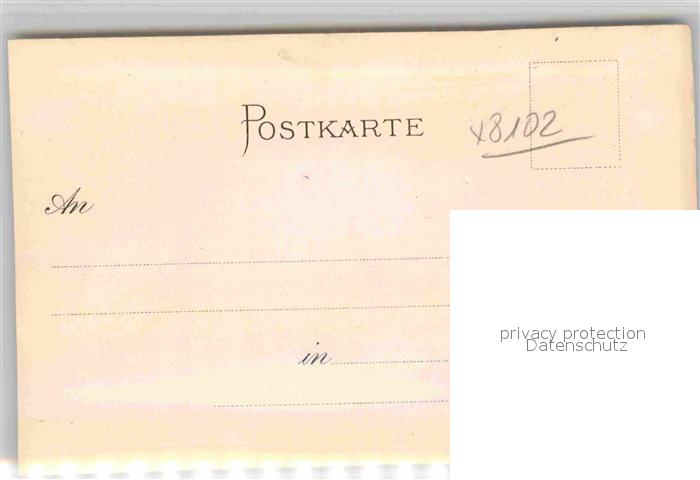 POSTKARTE
x8102
An
privacy protection
Datenschutz
in